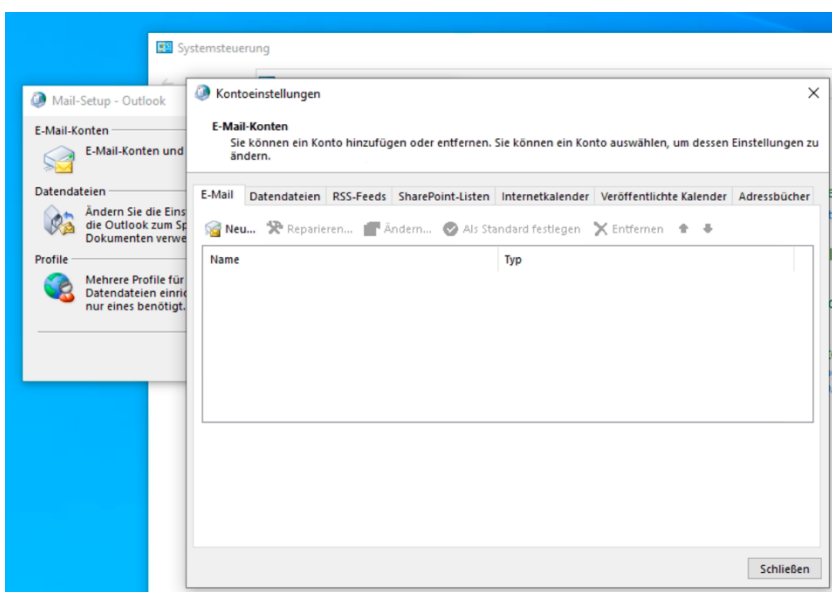 Systemsteuerung
Mail-Setup - Outlook
E-Mail-Konten
E-Mail-Konten und
Datendateien
Ändern Sie die Eins
die Outlook zum Sp
Dokumenten verwe
Profile
Mehrere Profile für
Datendateien einric
nur eines benötigt.
Kontoeinstellungen
E-Mail-Konten
Sie können ein Konto hinzufügen oder entfernen. Sie können ein Konto auswählen, um dessen Einstellungen zu
ändern.
E-Mail Datendateien RSS-Feeds SharePoint-Listen Internetkalender Veröffentlichte Kalender Adressbücher
Neu... Reparieren... Ändern... Als Standard festlegen Entfernen
Name Typ
Schließen